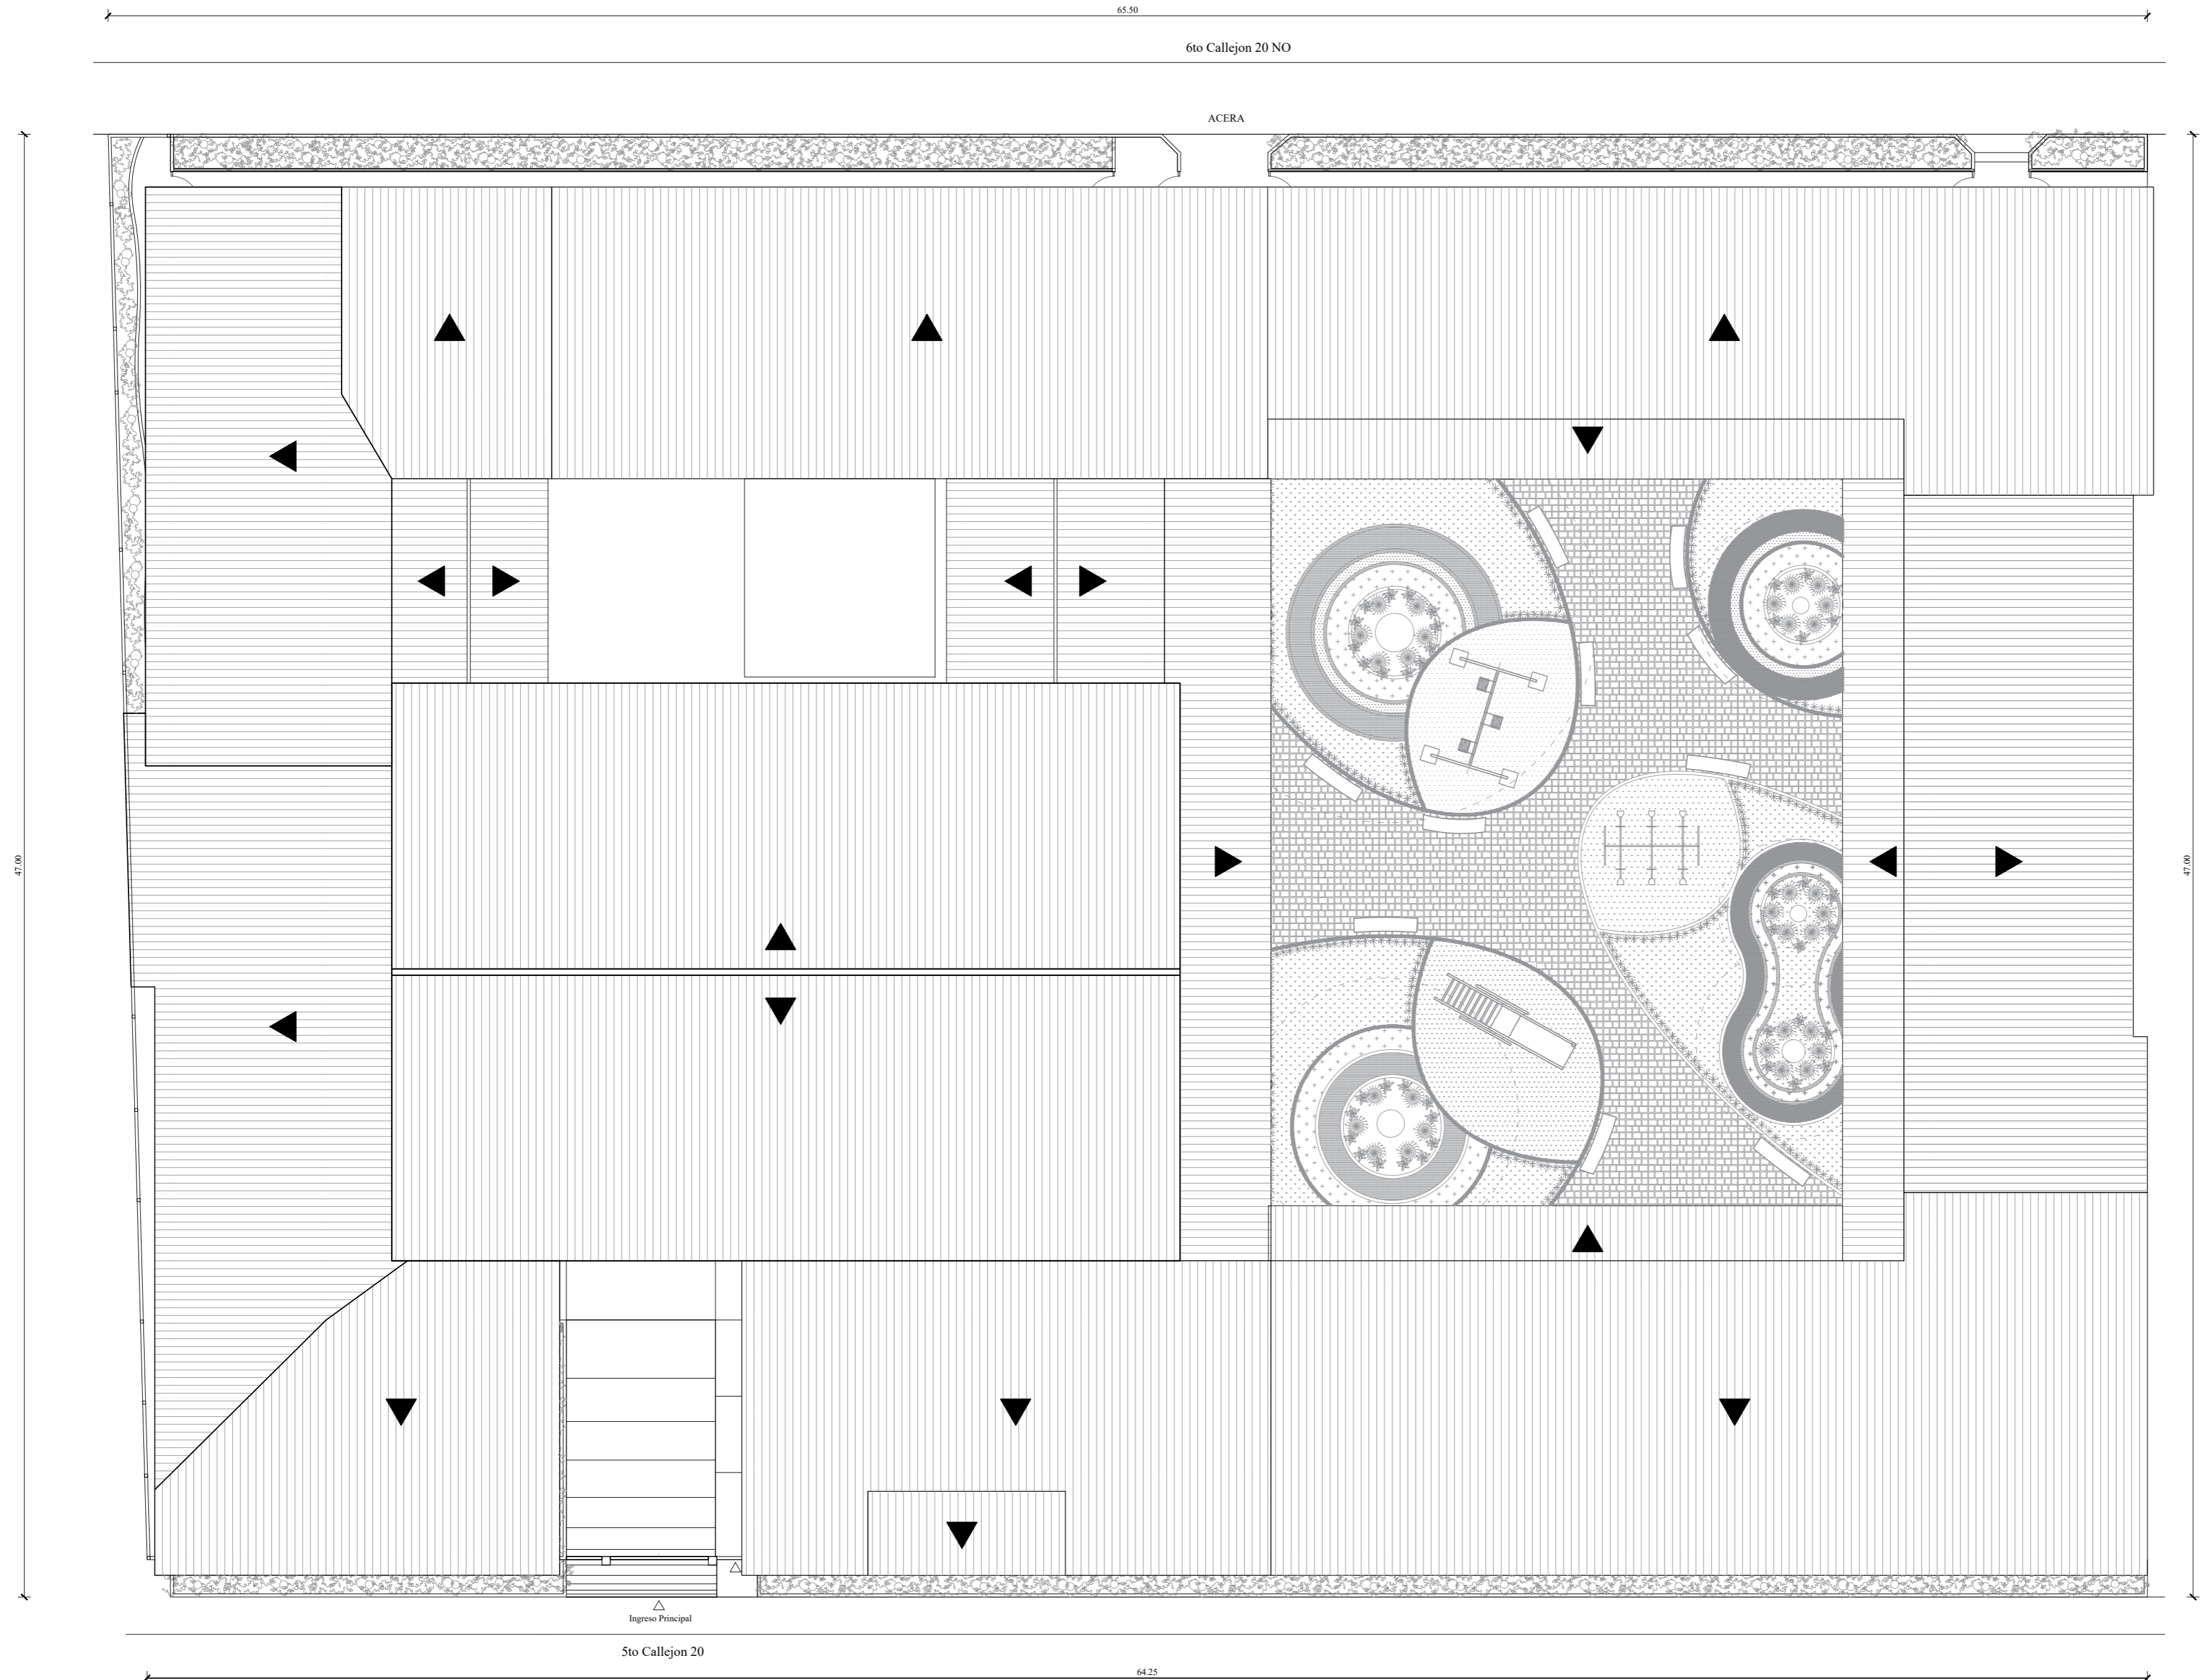 65.50
6to Callejon 20 NO
ACERA
47.00
47.00
Ingreso Principal
5to Callejon 20
64.25